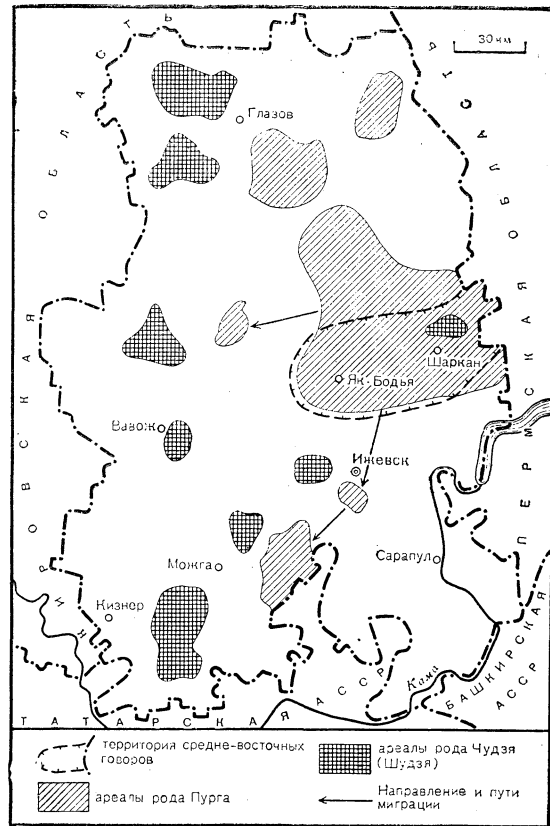 КИРОВСКАЯ ОБЛАСТЬ
30 км
ПЕРМСКАЯ ОБЛАСТЬ
Глазов
Шаркан
Як-Бодья
Вавож
Ижевск
Можга
Сарапул
Кизнер
Кама
БАШКИРСКАЯ
АССР
ТАТАРСКАЯ АССР
территория средне-восточных
говоров
ареалы рода Чудзя
(Шудзя)
ареалы рода Пурга
Направление и пути
миграции